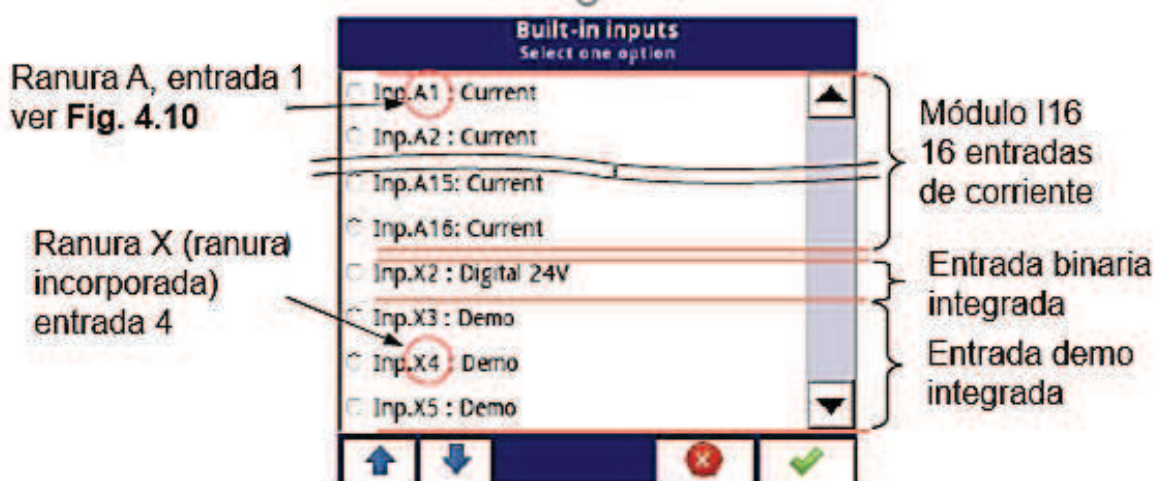 Built-in inputs
Select one option
Ranura A, entrada 1
ver Fig. 4.10
Inp.A1 : Current
Inp.A2 : Current
Inp.A15: Current
Inp.A16: Current
Inp.X2 : Digital 24V
Inp.X3 : Demo
Inp.X4 : Demo
Inp.X5 : Demo
Ranura X (ranura
incorporada)
entrada 4
Módulo I16
16 entradas
de corriente
Entrada binaria
integrada
Entrada demo
integrada